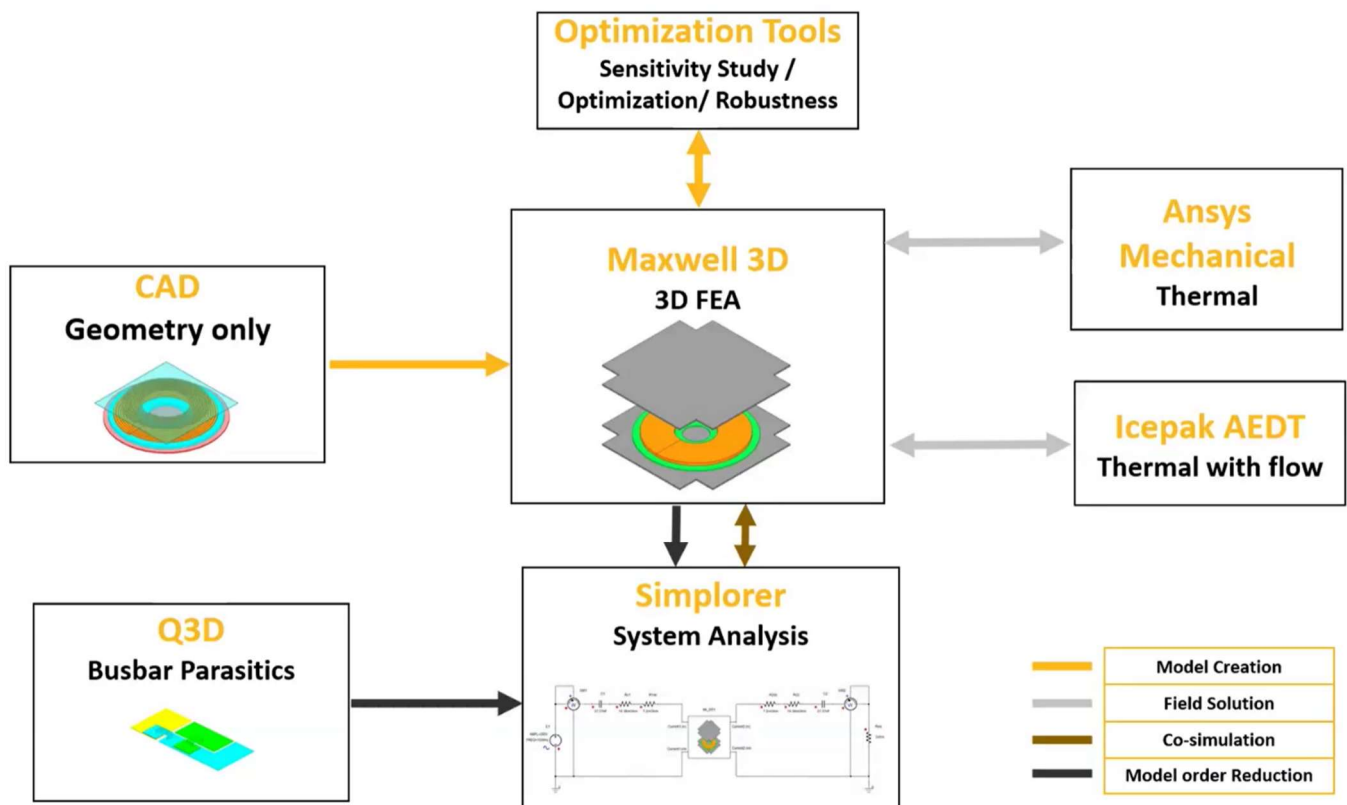 Optimization Tools
Sensitivity Study /
Optimization/ Robustness
CAD
Geometry only
Maxwell 3D
3D FEA
Ansys
Mechanical
Thermal
Icepak AEDT
Thermal with flow
Q3D
Busbar Parasitics
Simplorer
System Analysis
Model Creation
Field Solution
Co-simulation
Model order Reduction